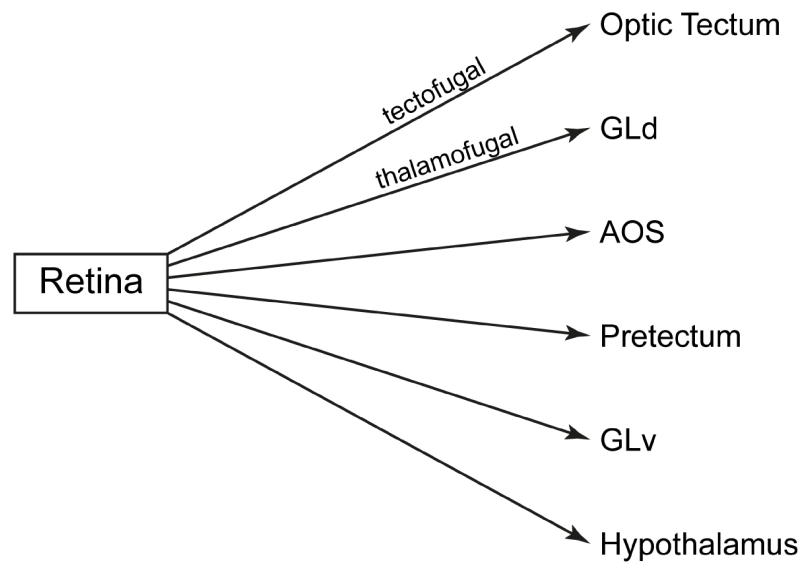 Optic Tectum
tectofugal
GLd
thalamofugal
AOS
Retina
Pretectum
GLv
Hypothalamus